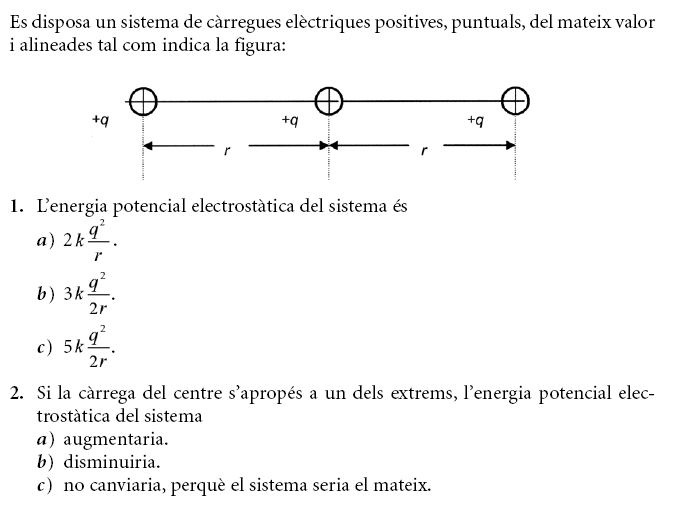 Es disposa un sistema de càrregues elèctriques positives, puntuals, del mateix valor
i alineades tal com indica la figura:
+q +q +q
r r
1. L'energia potencial electrostàtica del sistema és
a) 2k q²/r.
b) 3k q²/2r.
c) 5k q²/2r.
2. Si la càrrega del centre s'apropés a un dels extrems, l'energia potencial elec-
trostàtica del sistema
a) augmentaria.
b) disminuiria.
c) no canviaria, perquè el sistema seria el mateix.